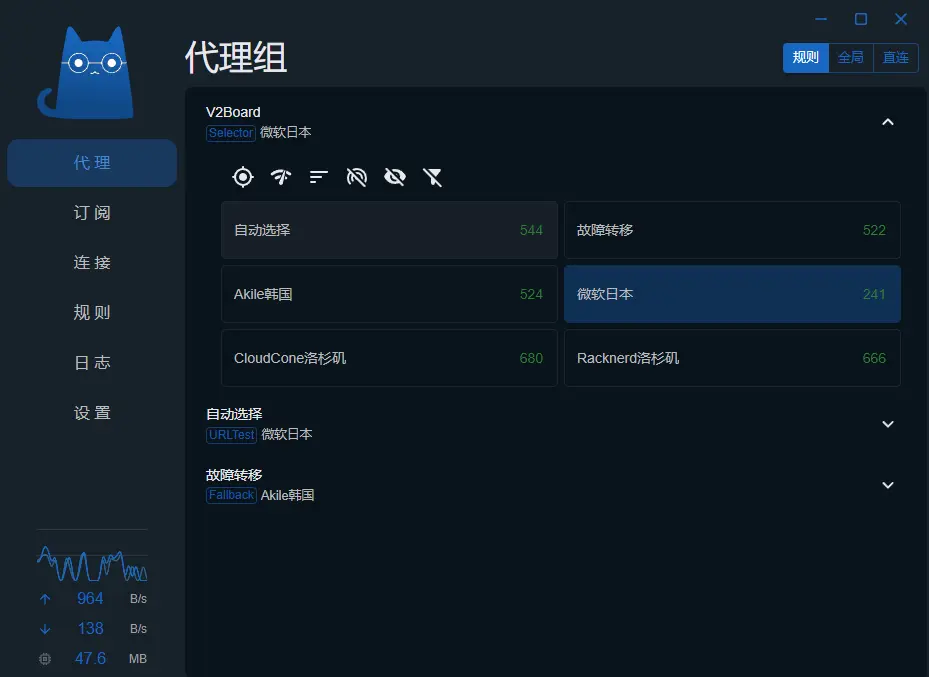 代理组
规则 全局 直连
代 理
订 阅
连 接
规 则
日 志
设 置
964 B/s
138 B/s
47.6 MB
V2Board
Selector 微软日本
自动选择 544
故障转移 522
Akile韩国 524
微软日本 241
CloudCone洛杉矶 680
Racknerd洛杉矶 666
自动选择
URLTest 微软日本
故障转移
Fallback Akile韩国